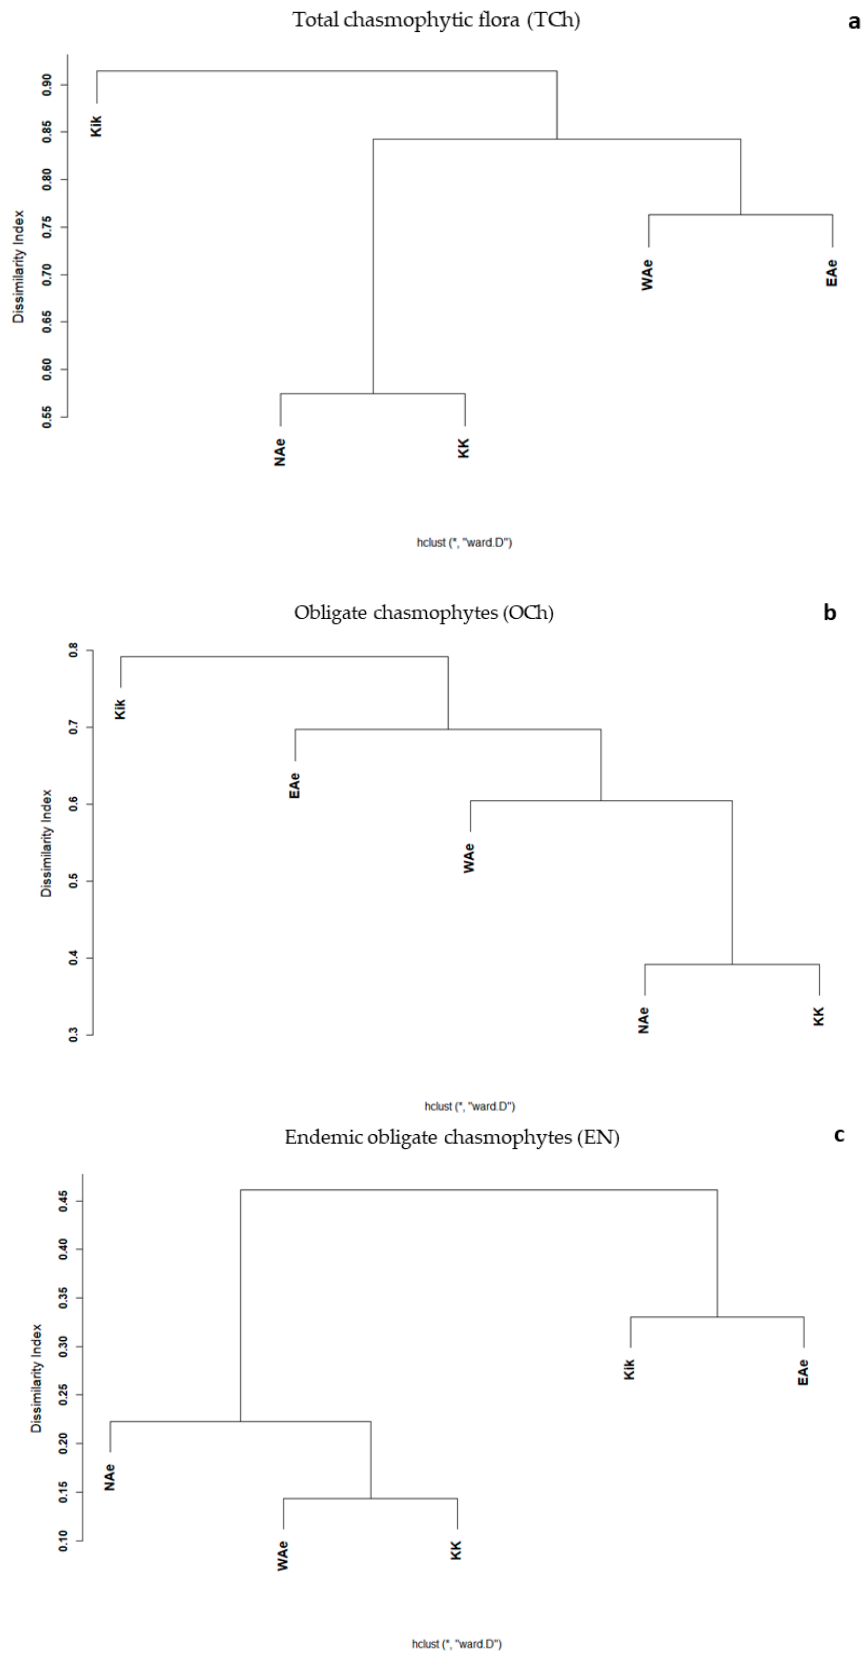 Total chasmophytic flora (TCh)
a
Dissimilarity Index
0.90
0.85
0.80
0.75
0.70
0.65
0.60
0.55
Kik
WAe
EAe
NAe
KK
hclust (*, "ward.D")
Obligate chasmophytes (OCh)
b
Dissimilarity Index
0.8
0.7
0.6
0.5
0.4
0.3
Kik
EAe
WAe
NAe
KK
hclust (*, "ward.D")
Endemic obligate chasmophytes (EN)
c
Dissimilarity Index
0.45
0.40
0.35
0.30
0.25
0.20
0.15
0.10
Kik
EAe
NAe
WAe
KK
hclust (*, "ward.D")